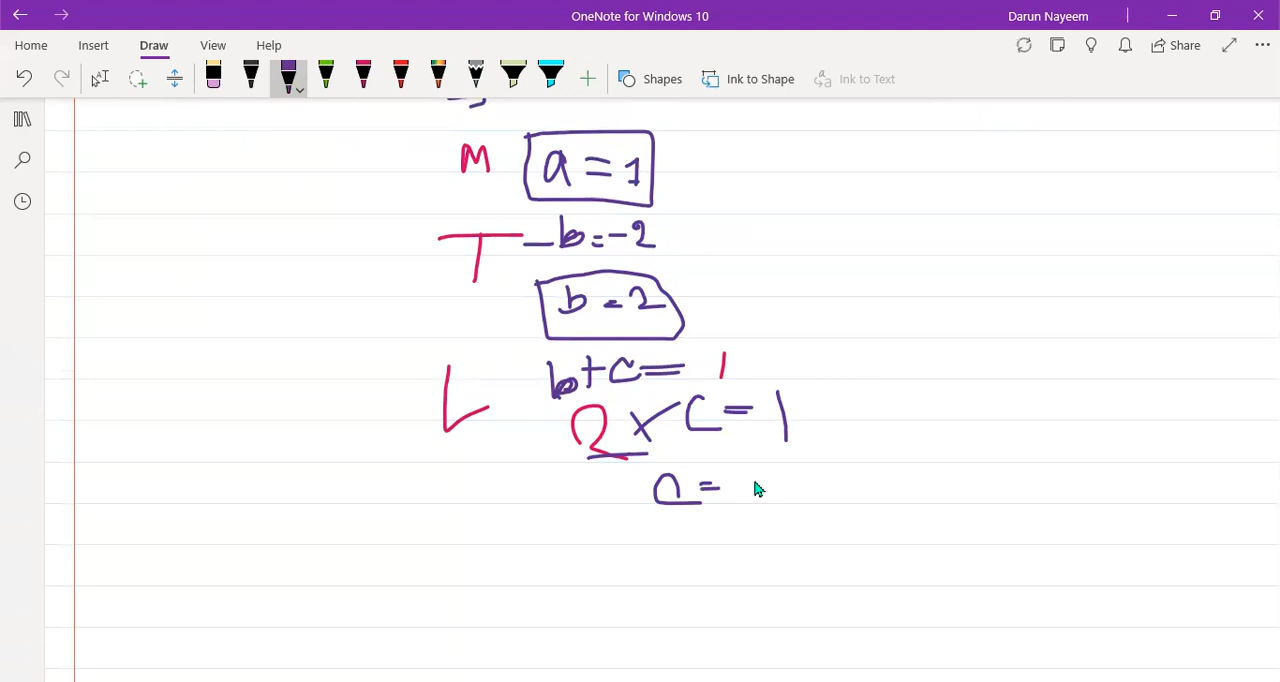 OneNote for Windows 10
Darun Nayeem
Home Insert Draw View Help
Share
Shapes Ink to Shape Ink to Text
M a = 1
T -b = -2
b = 2
L b + c = 1
2 + c = 1
c =